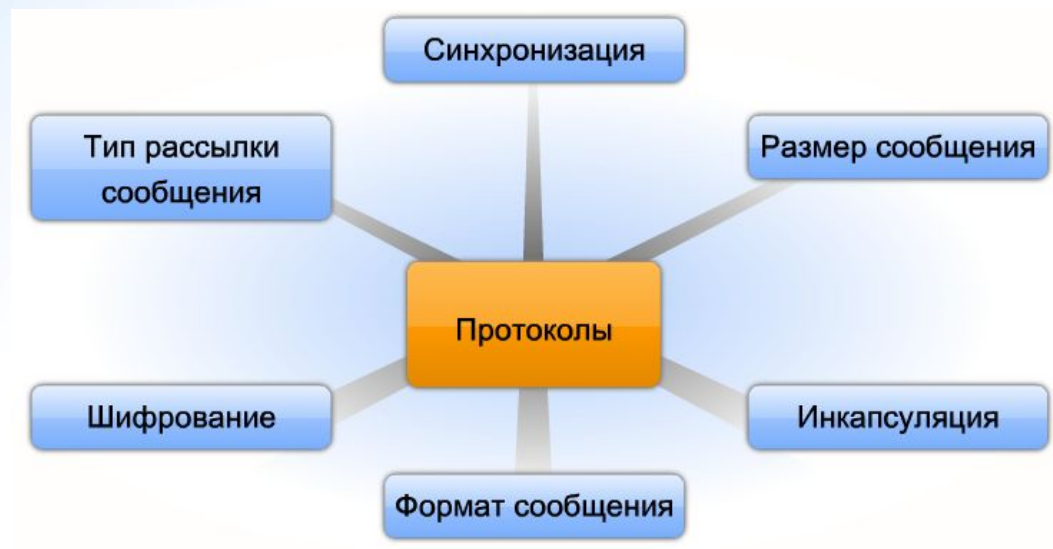 Синхронизация
Тип рассылки
сообщения
Размер сообщения
Протоколы
Шифрование
Инкапсуляция
Формат сообщения